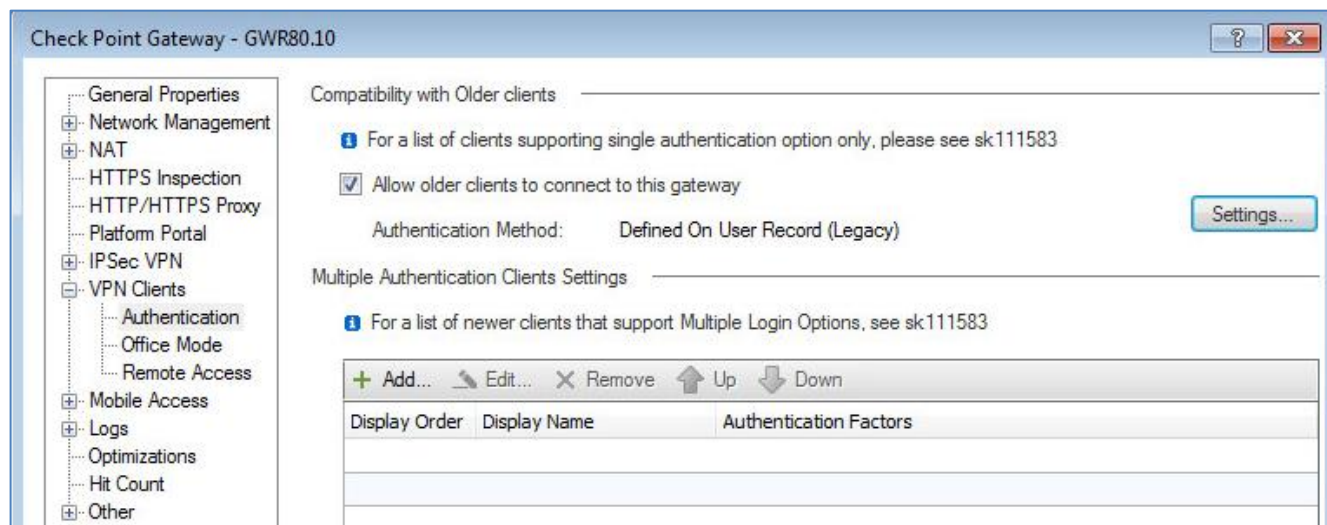 Check Point Gateway - GWR80.10
General Properties
Network Management
NAT
HTTPS Inspection
HTTP/HTTPS Proxy
Platform Portal
IPSec VPN
VPN Clients
Authentication
Office Mode
Remote Access
Mobile Access
Logs
Optimizations
Hit Count
Other
Compatibility with Older clients
For a list of clients supporting single authentication option only, please see sk111583
Allow older clients to connect to this gateway
Authentication Method: Defined On User Record (Legacy)
Settings...
Multiple Authentication Clients Settings
For a list of newer clients that support Multiple Login Options, see sk111583
Add... Edit... Remove Up Down
Display Order Display Name Authentication Factors